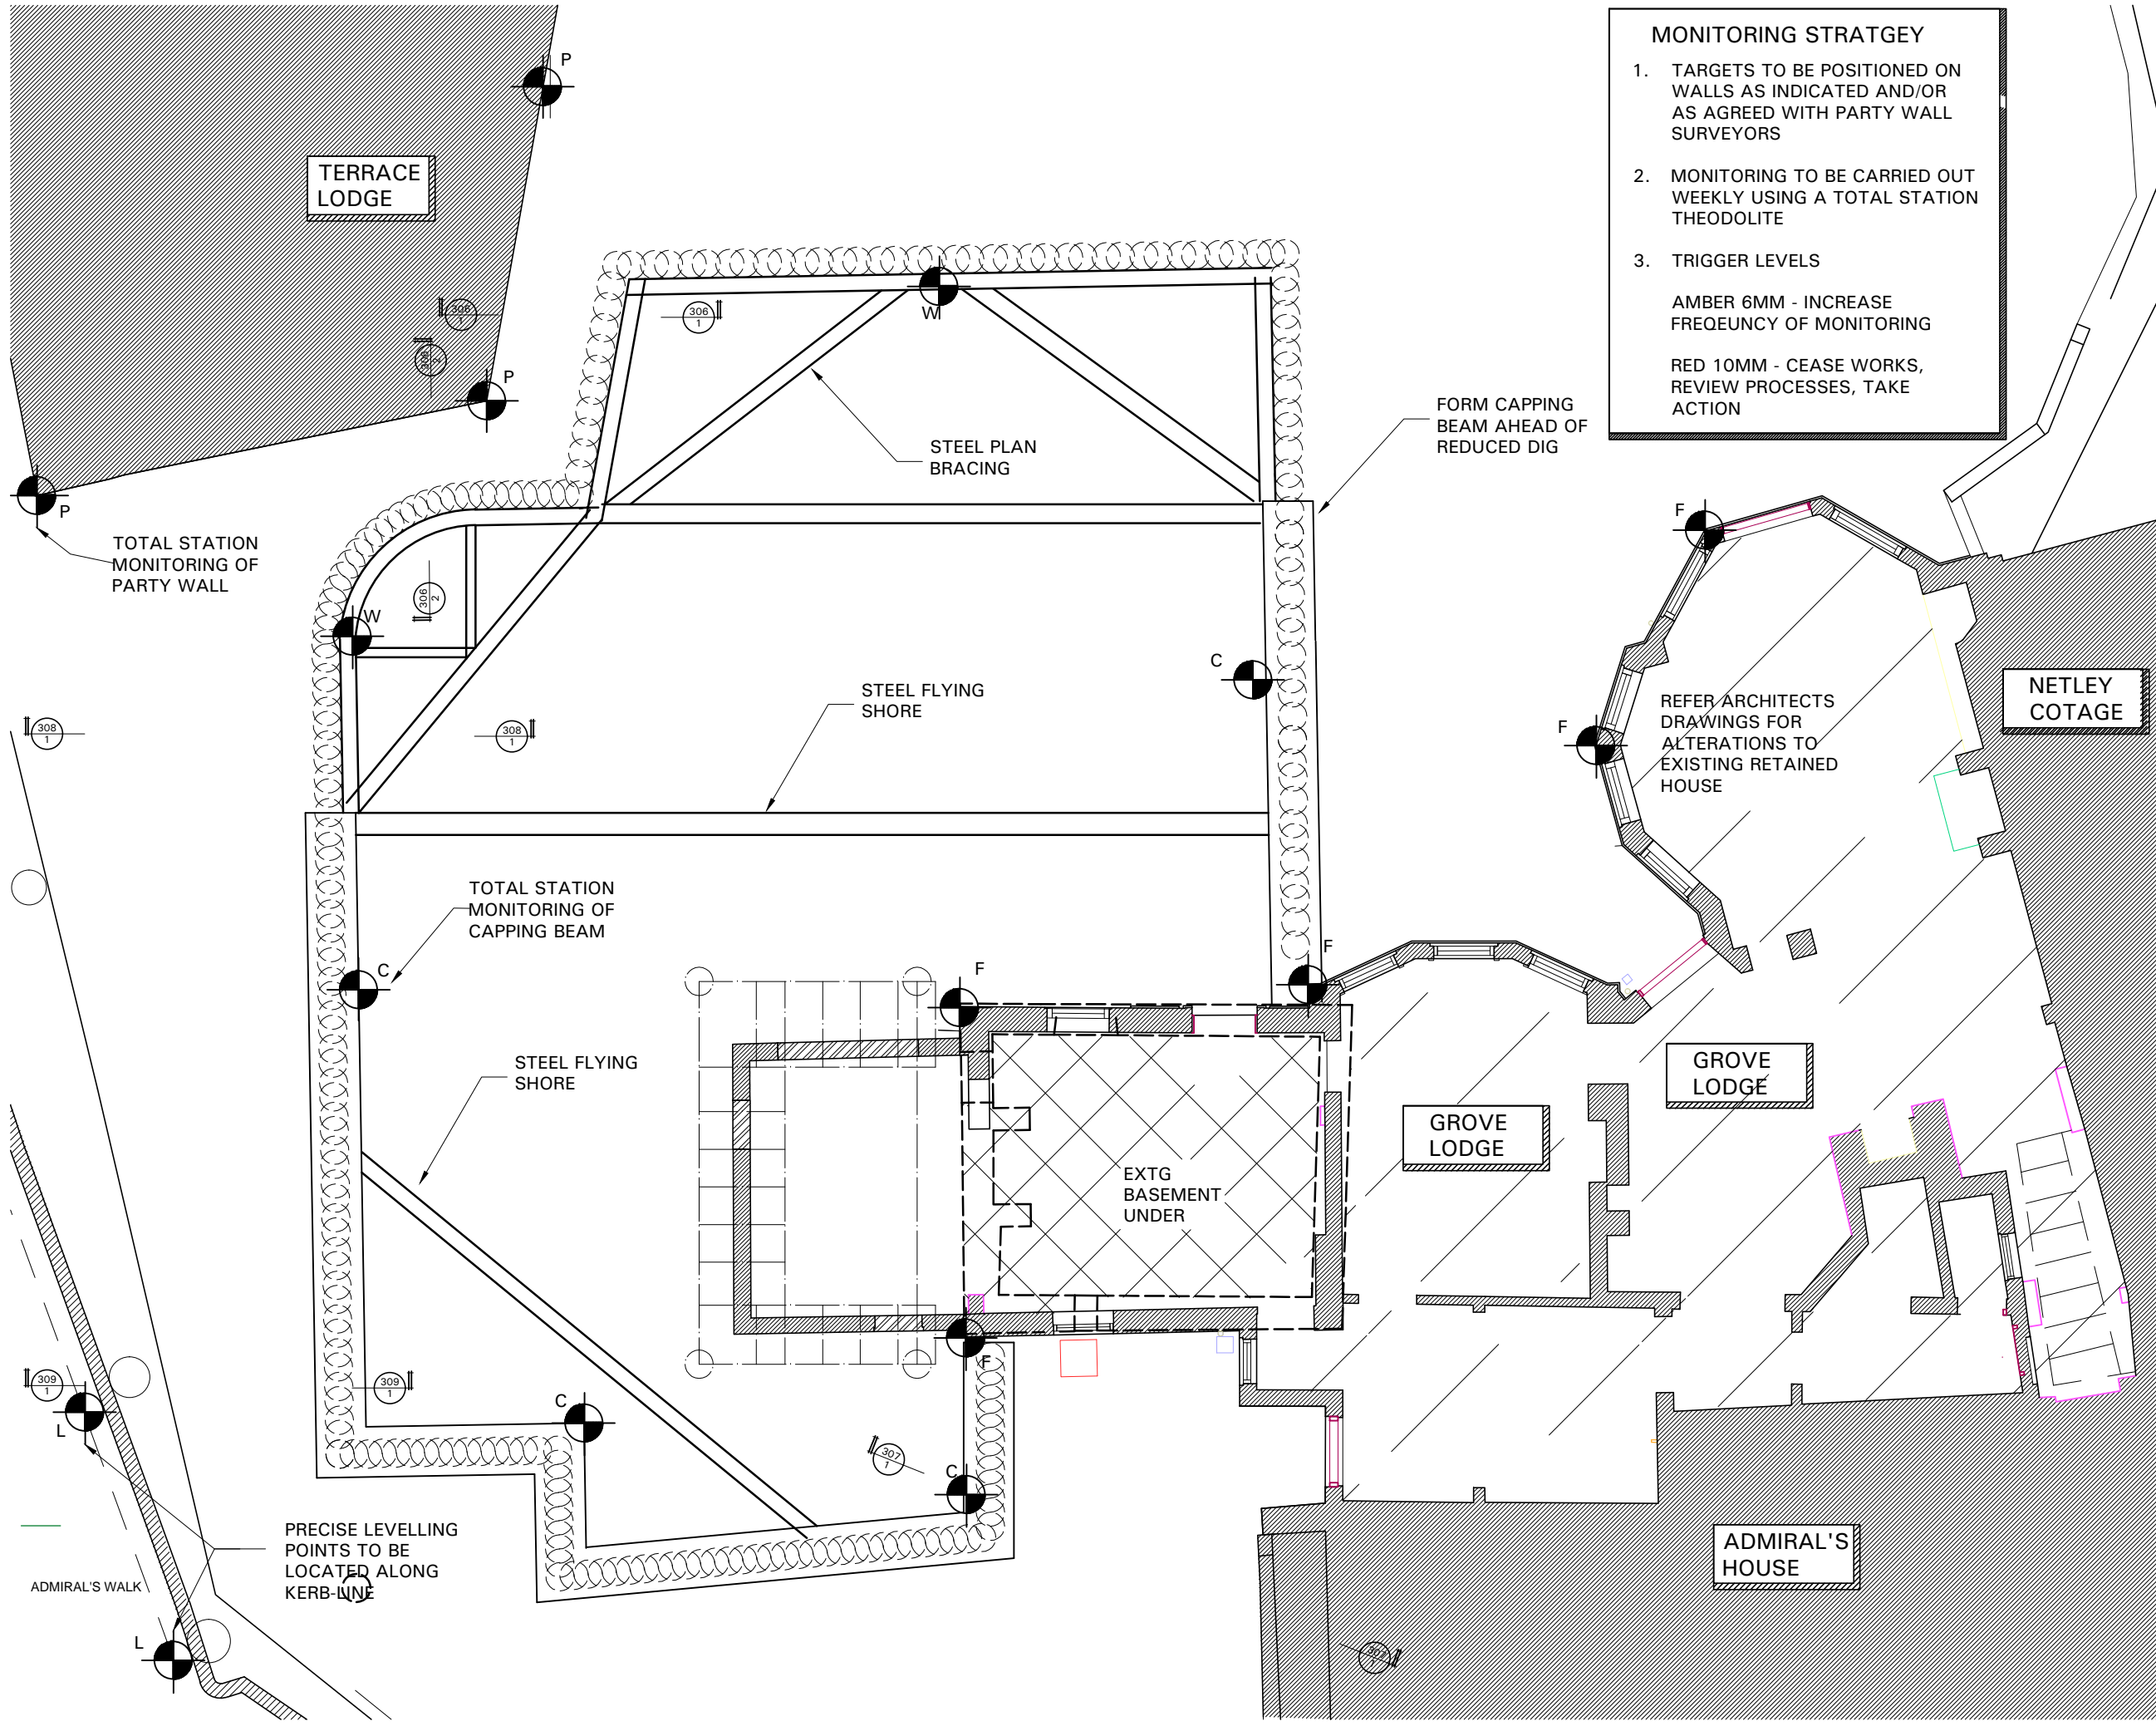 MONITORING STRATGEY
1. TARGETS TO BE POSITIONED ON
WALLS AS INDICATED AND/OR
AS AGREED WITH PARTY WALL
SURVEYORS
2. MONITORING TO BE CARRIED OUT
WEEKLY USING A TOTAL STATION
THEODOLITE
3. TRIGGER LEVELS
AMBER 6MM - INCREASE
FREQEUNCY OF MONITORING
RED 10MM - CEASE WORKS,
REVIEW PROCESSES, TAKE
ACTION
P
TERRACE
LODGE
306
1
306
1
W
306
2
P
P
STEEL PLAN
BRACING
FORM CAPPING
BEAM AHEAD OF
REDUCED DIG
F
TOTAL STATION
MONITORING OF
PARTY WALL
306
2
W
C
STEEL FLYING
SHORE
308
1
308
1
F
REFER ARCHITECTS
DRAWINGS FOR
ALTERATIONS TO
EXISTING RETAINED
HOUSE
NETLEY
COTAGE
TOTAL STATION
MONITORING OF
CAPPING BEAM
C
F
F
STEEL FLYING
SHORE
GROVE
LODGE
GROVE
LODGE
EXTG
BASEMENT
UNDER
F
309
1
309
1
L
C
307
1
C
PRECISE LEVELLING
POINTS TO BE
LOCATED ALONG
KERB-LINE
ADMIRAL'S WALK
L
ADMIRAL'S
HOUSE
307
1